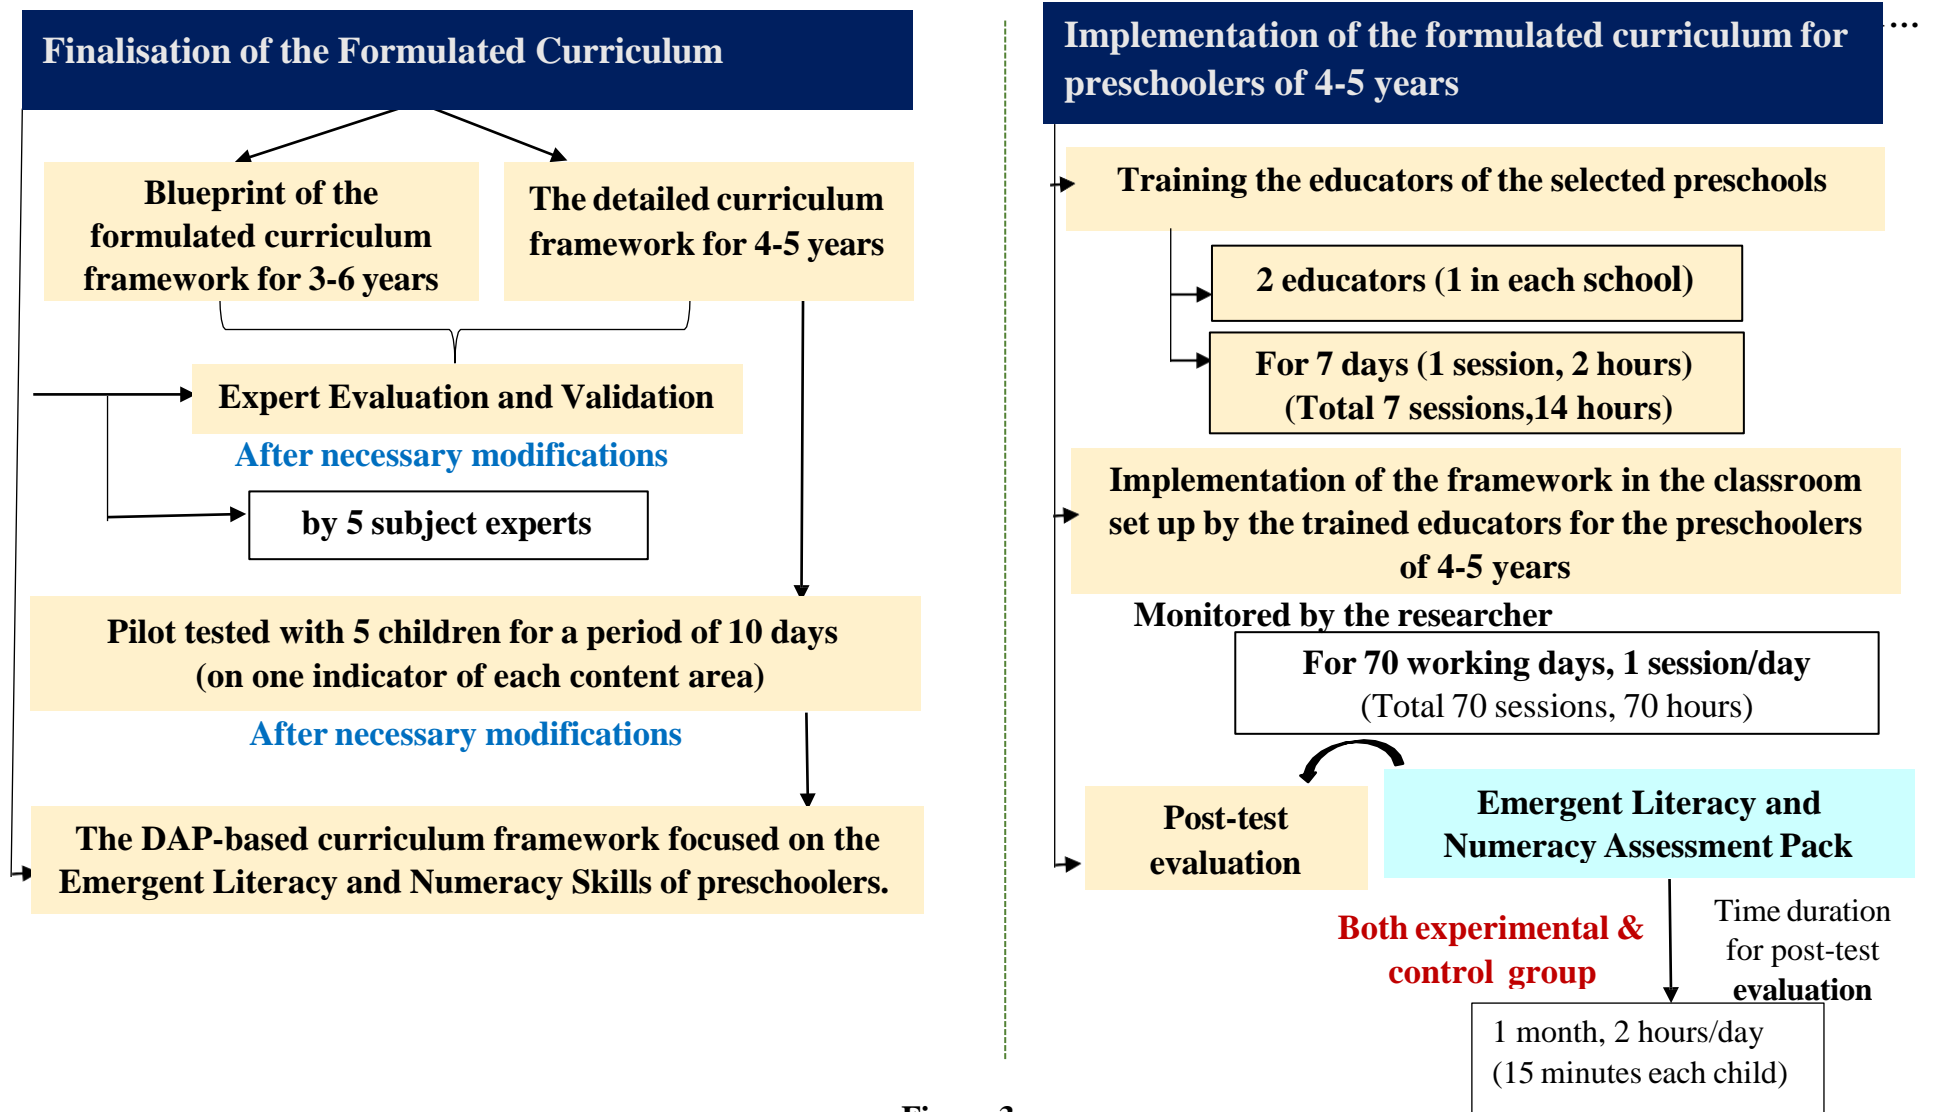 Finalisation of the Formulated Curriculum
Blueprint of the
formulated curriculum
framework for 3-6 years
The detailed curriculum
framework for 4-5 years
Expert Evaluation and Validation
After necessary modifications
by 5 subject experts
Pilot tested with 5 children for a period of 10 days
(on one indicator of each content area)
After necessary modifications
The DAP-based curriculum framework focused on the
Emergent Literacy and Numeracy Skills of preschoolers.
Implementation of the formulated curriculum for
preschoolers of 4-5 years
....
Training the educators of the selected preschools
2 educators (1 in each school)
For 7 days (1 session, 2 hours)
(Total 7 sessions,14 hours)
Implementation of the framework in the classroom
set up by the trained educators for the preschoolers
of 4-5 years
Monitored by the researcher
For 70 working days, 1 session/day
(Total 70 sessions, 70 hours)
Post-test
evaluation
Emergent Literacy and
Numeracy Assessment Pack
Both experimental &
control group
Time duration
for post-test
evaluation
1 month, 2 hours/day
(15 minutes each child)